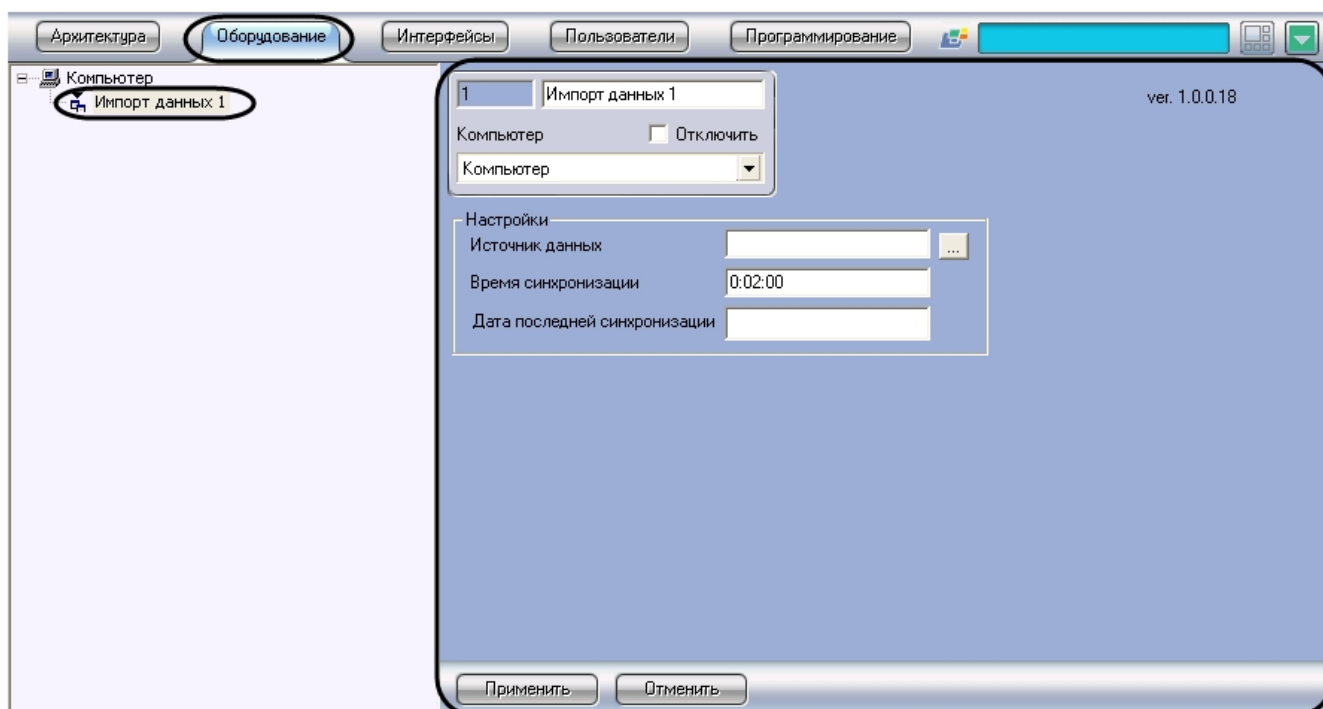 Архитектура Оборудование Интерфейсы Пользователи Программирование
Компьютер
Импорт данных 1
1 Импорт данных 1
ver. 1.0.0.18
Компьютер Отключить
Компьютер
Настройки
Источник данных ...
Время синхронизации 0:02:00
Дата последней синхронизации
Применить Отменить